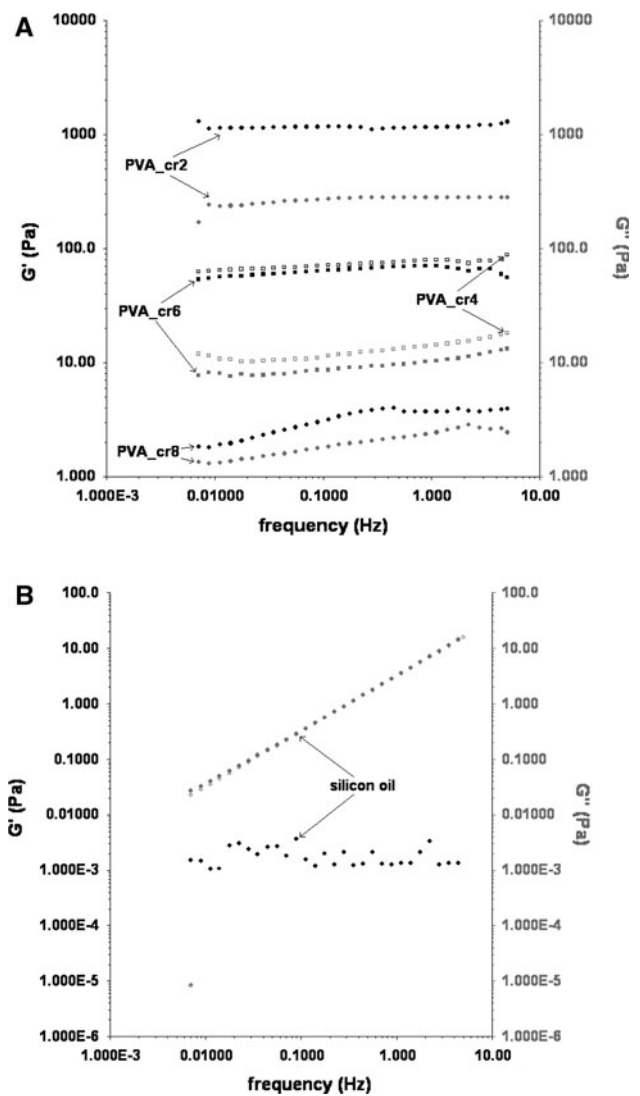 A
10000
1000
100.0
10.00
1.000
G' (Pa)
10000
1000
100.0
10.00
1.000
G'' (Pa)
PVA_cr2
PVA_cr6
PVA_cr4
PVA_cr8
1.000E-3 0.01000 0.1000 1.000 10.00
frequency (Hz)
B
100.0
10.00
1.000
0.1000
0.01000
1.000E-3
1.000E-4
1.000E-5
1.000E-6
G' (Pa)
100.0
10.00
1.000
0.1000
0.01000
1.000E-3
1.000E-4
1.000E-5
1.000E-6
G'' (Pa)
silicon oil
1.000E-3 0.01000 0.1000 1.000 10.00
frequency (Hz)